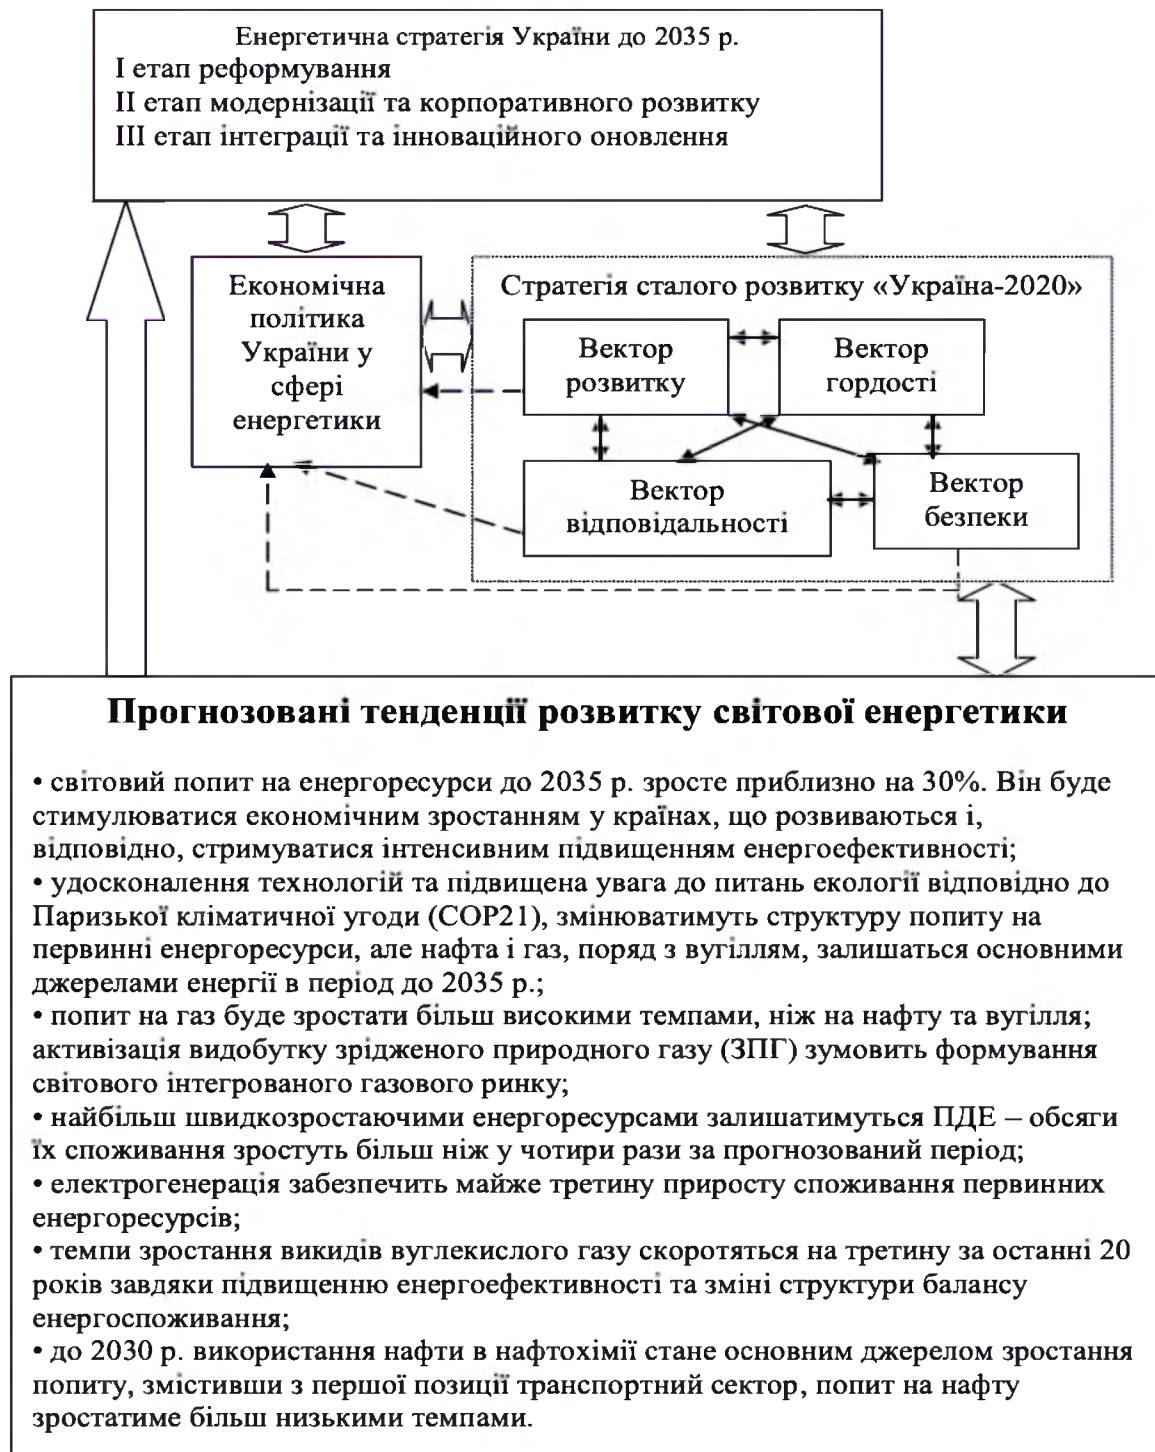 Енергетична стратегія України до 2035 р.
І етап реформування
ІІ етап модернізації та корпоративного розвитку
ІІІ етап інтеграції та інноваційного оновлення
Економічна
політика
України у
сфері
енергетики
Стратегія сталого розвитку «Україна-2020»
Вектор
розвитку
Вектор
гордості
Вектор
відповідальності
Вектор
безпеки
Прогнозовані тенденції розвитку світової енергетики
• світовий попит на енергоресурси до 2035 р. зросте приблизно на 30%. Він буде
стимулюватися економічним зростанням у країнах, що розвиваються і,
відповідно, стримуватися інтенсивним підвищенням енергоефективності;
• удосконалення технологій та підвищена увага до питань екології відповідно до
Паризької кліматичної угоди (COP21), змінюватимуть структуру попиту на
первинні енергоресурси, але нафта і газ, поряд з вугіллям, залишаться основними
джерелами енергії в період до 2035 р.;
• попит на газ буде зростати більш високими темпами, ніж на нафту та вугілля;
активізація видобутку зрідженого природного газу (ЗПГ) зумовить формування
світового інтегрованого газового ринку;
• найбільш швидкозростаючими енергоресурсами залишатимуться ПДЕ – обсяги
їх споживання зростуть більш ніж у чотири рази за прогнозований період;
• електрогенерація забезпечить майже третину приросту споживання первинних
енергоресурсів;
• темпи зростання викидів вуглекислого газу скоротяться на третину за останні 20
років завдяки підвищенню енергоефективності та зміні структури балансу
енергоспоживання;
• до 2030 р. використання нафти в нафтохімії стане основним джерелом зростання
попиту, змістивши з першої позиції транспортний сектор, попит на нафту
зростатиме більш низькими темпами.